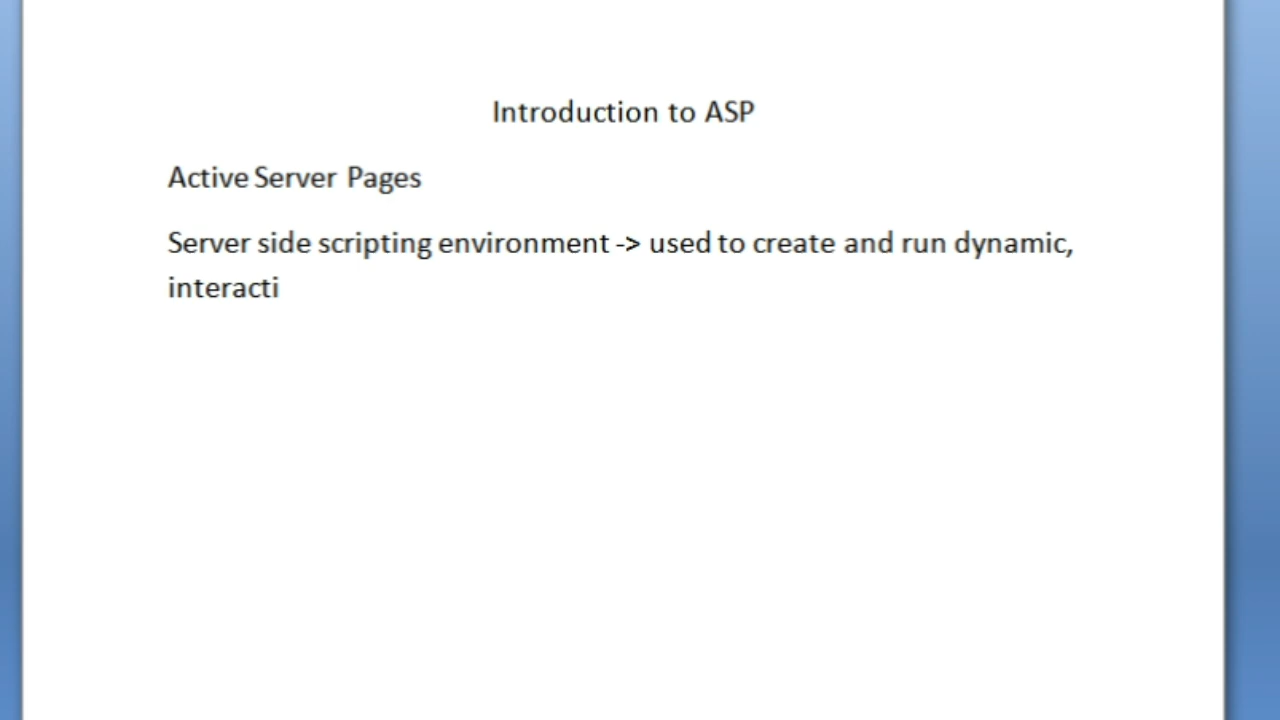 Introduction to ASP
Active Server Pages
Server side scripting environment -> used to create and run dynamic,
interacti